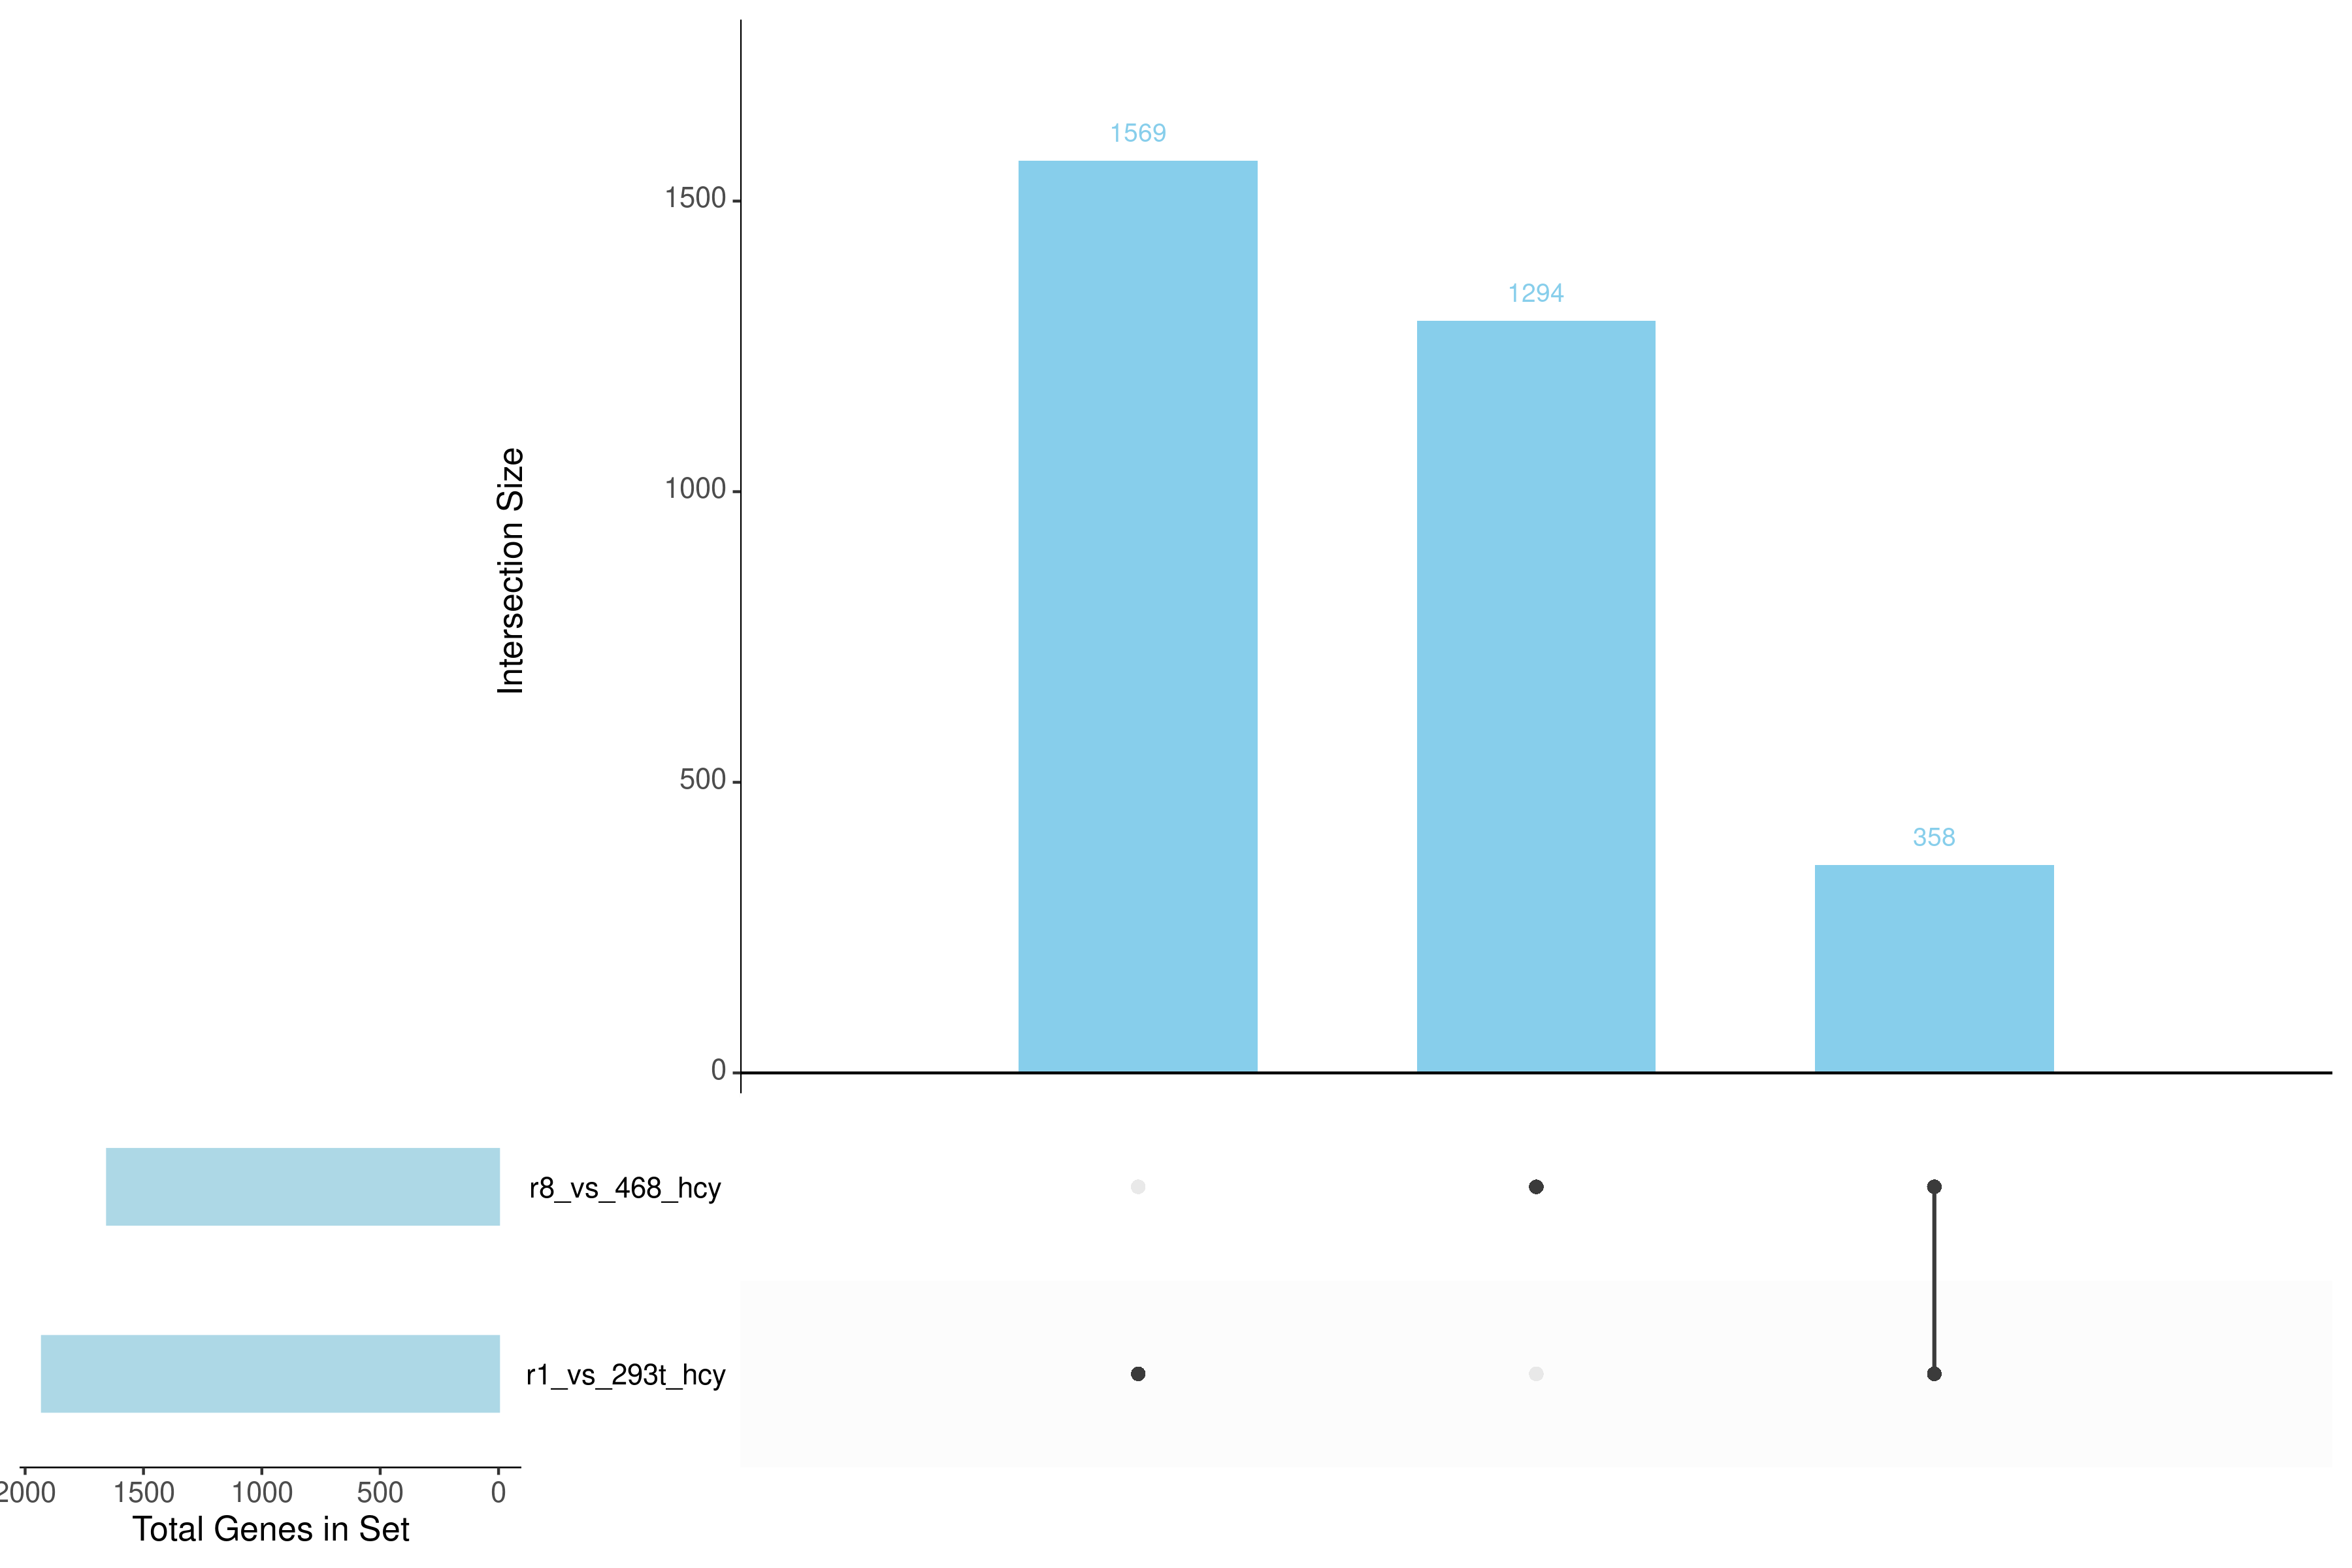 1569
1500
1294
1000
Intersection Size
500
358
0
r8_vs_468_hcy
r1_vs_293t_hcy
2000 1500 1000 500 0
Total Genes in Set